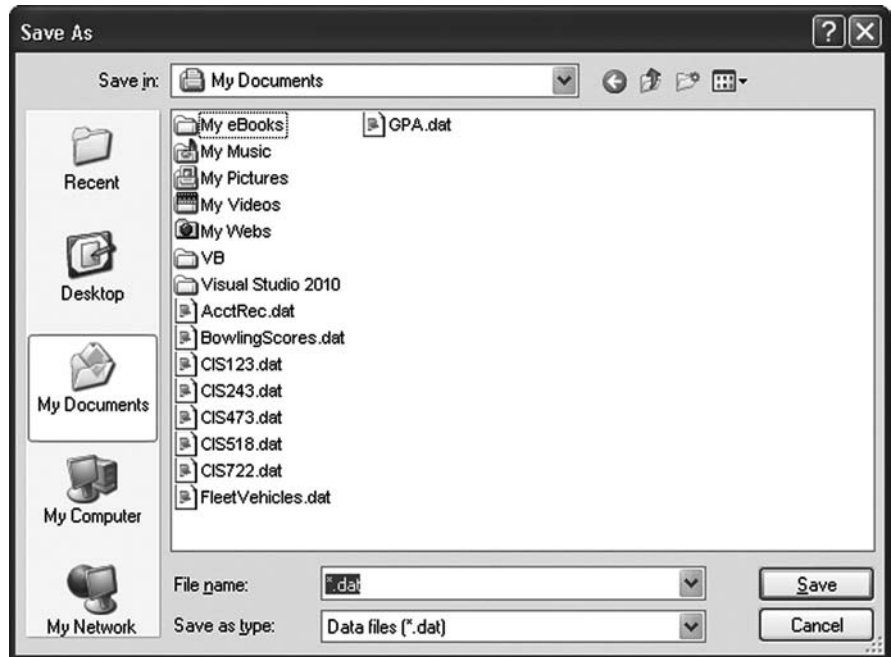 Save As
Save in:
My Documents
Recent
Desktop
My Documents
My Computer
My Network
My eBooks
My Music
My Pictures
My Videos
My Webs
VB
Visual Studio 2010
AcctRec.dat
BowlingScores.dat
CIS123.dat
CIS243.dat
CIS473.dat
CIS518.dat
CIS722.dat
FleetVehicles.dat
GPA.dat
File name:
*.dat
Save
Save as type:
Data files (*.dat)
Cancel